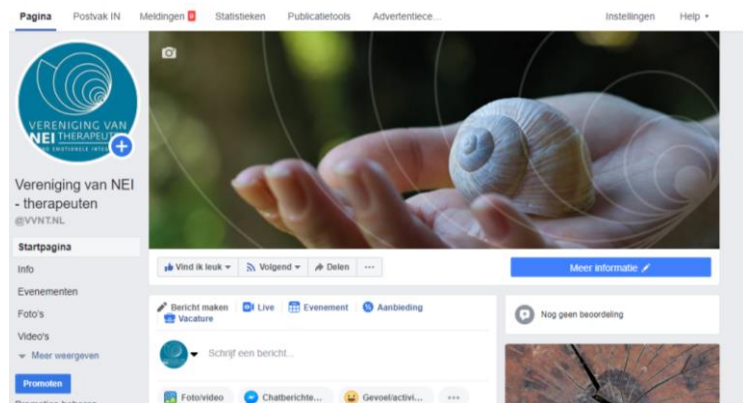 Pagina Postvak IN Meldingen 0 Statistieken Publicatietools Advertentiece... Instellingen Help
VERENIGING VAN
NEI THERAPEUT
Vereniging van NEI
- therapeuten
@VVNT.NL
Startpagina
Info
Evenementen
Foto's
Video's
Meer weergeven
Promoten
Vind ik leuk Volgend Delen ...
Meer informatie
Bericht maken Live Evenement Aanbieding
Vacature
Schrijf een bericht...
Foto/video Chatberichte... Gevoel/activi... ...
Nog geen beoordeling